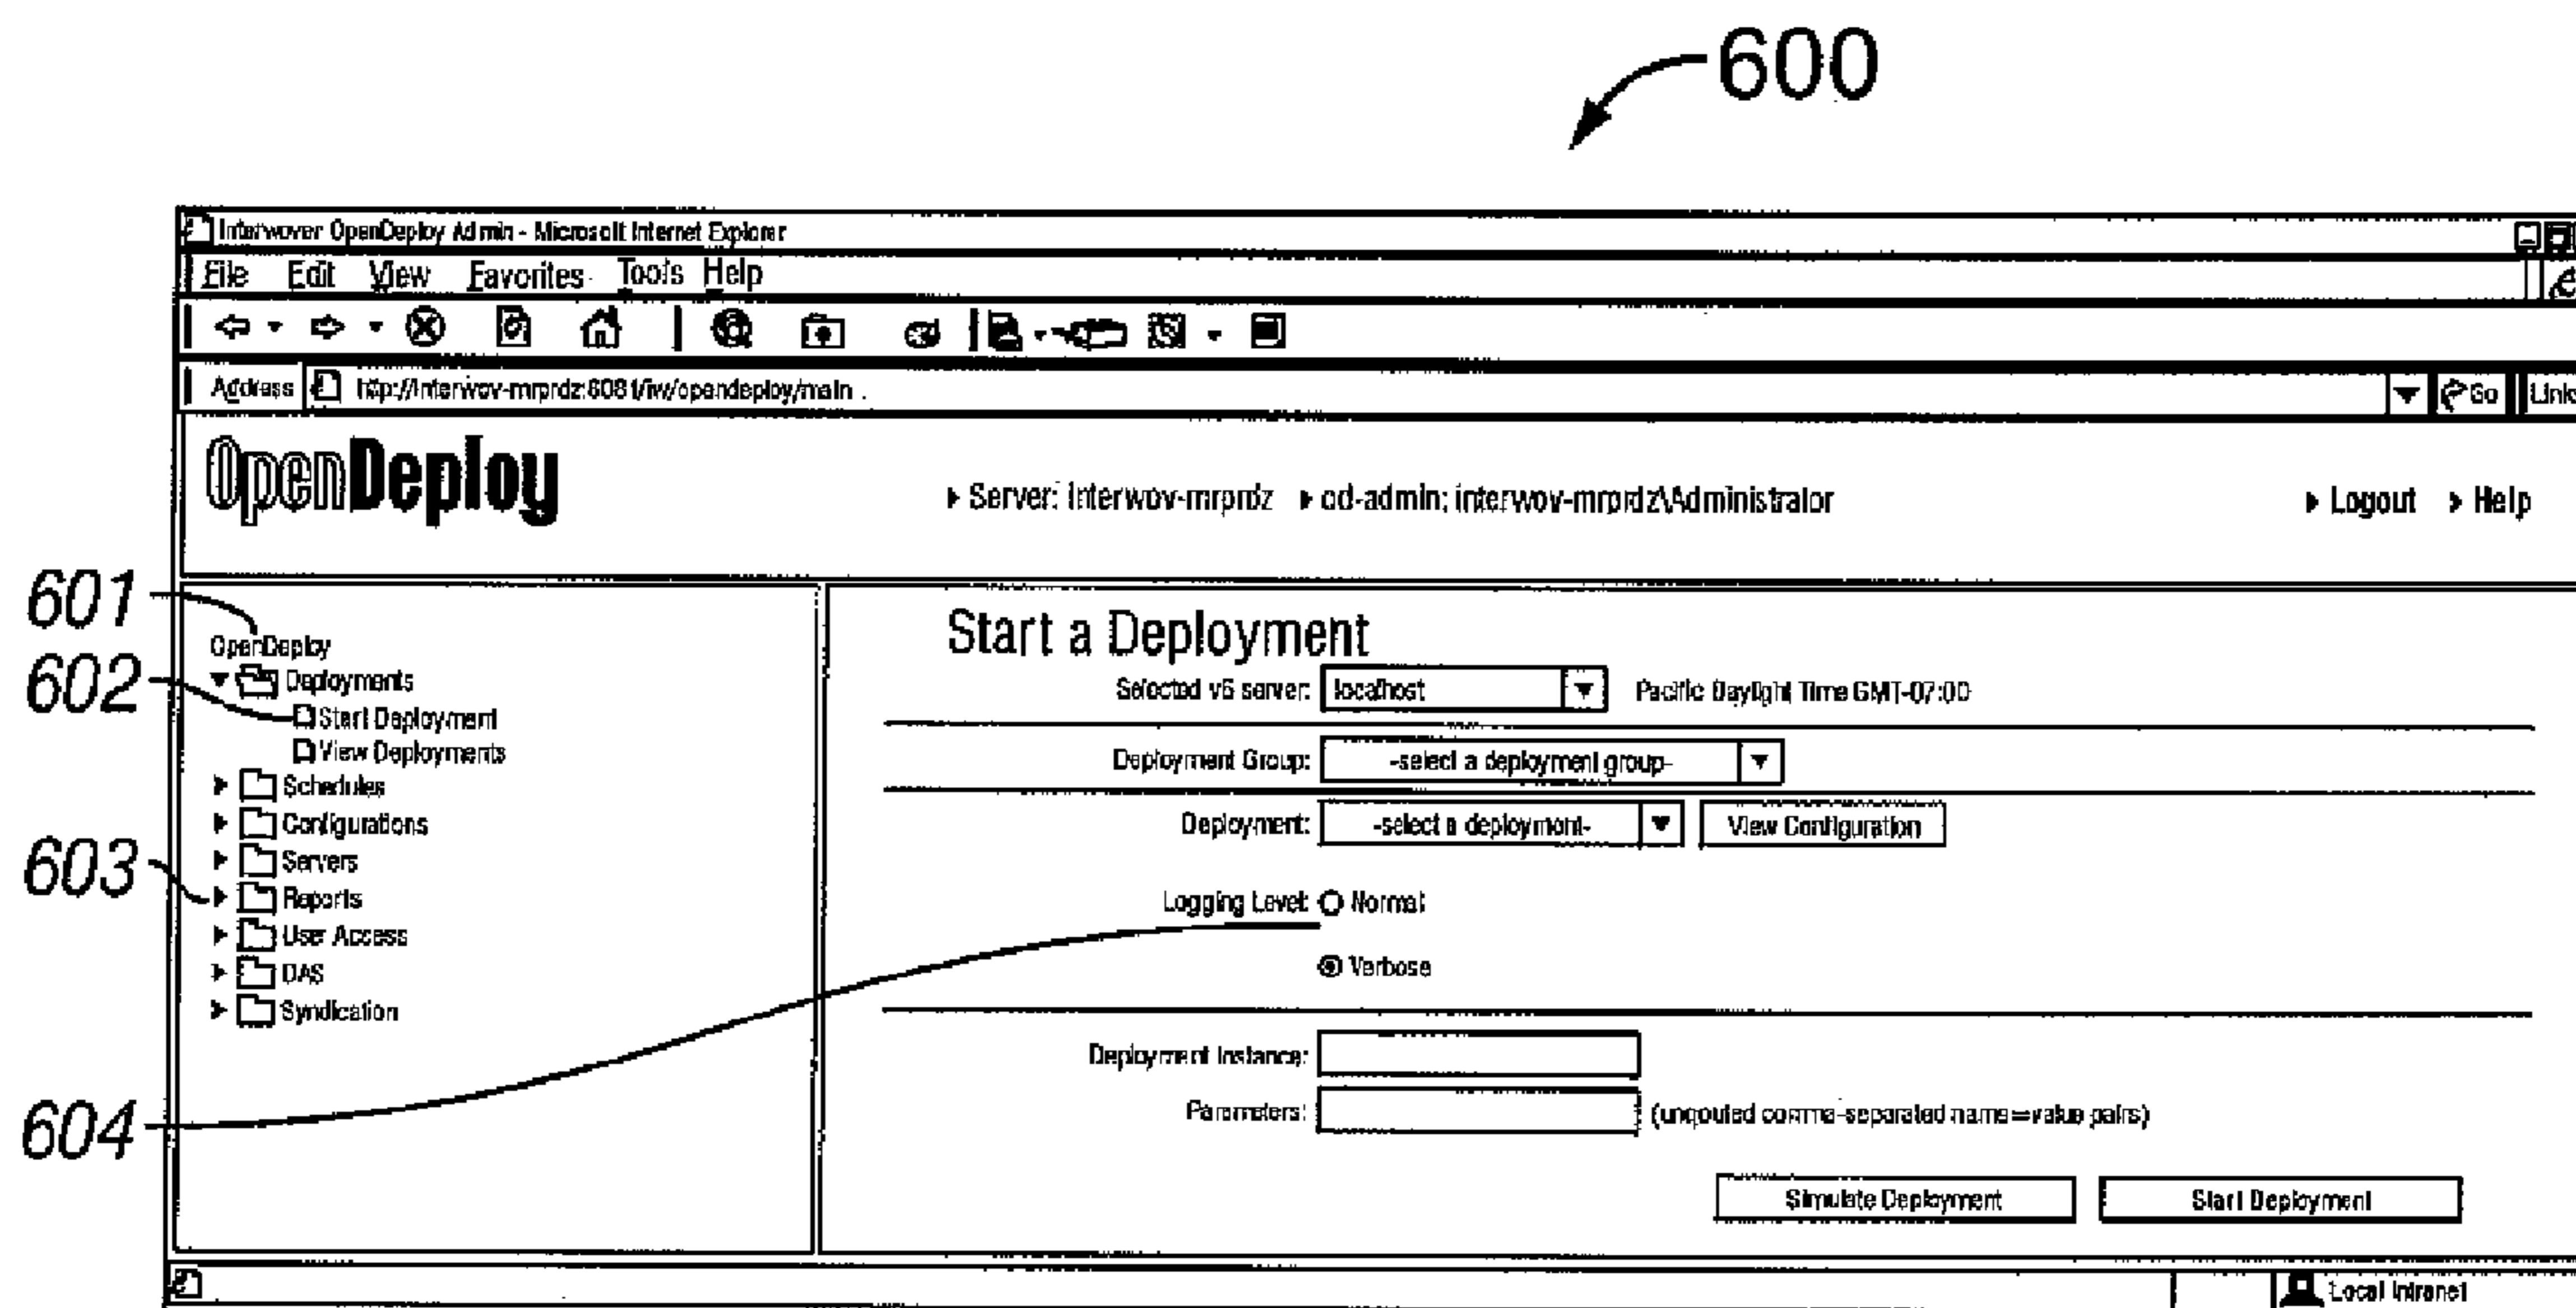 600
Interwover OpenDeploy Admin - Microsoft Internet Explorer
File Edit View Favorites Tools Help
Address http://interwov-mrprdz:8081/iw/opendeploy/main
Go Links
OpenDeploy
Server: interwov-mrprdz od-admin: interwov-mrprdz\Administrator Logout Help
601
OpenDeploy
602
Deployments
Start Deployment
View Deployments
Schedules
Configurations
Servers
603
Reports
User Access
DAS
Syndication
604
Start a Deployment
Selected v6 server: localhost Pacific Daylight Time GMT-07:00
Deployment Group: -select a deployment group-
Deployment: -select a deployment- View Configuration
Logging Level: Normal
Verbose
Deployment Instance:
Parameters: (unqouted comma-separated name=value pairs)
Simulate Deployment Start Deployment
Local Intranet